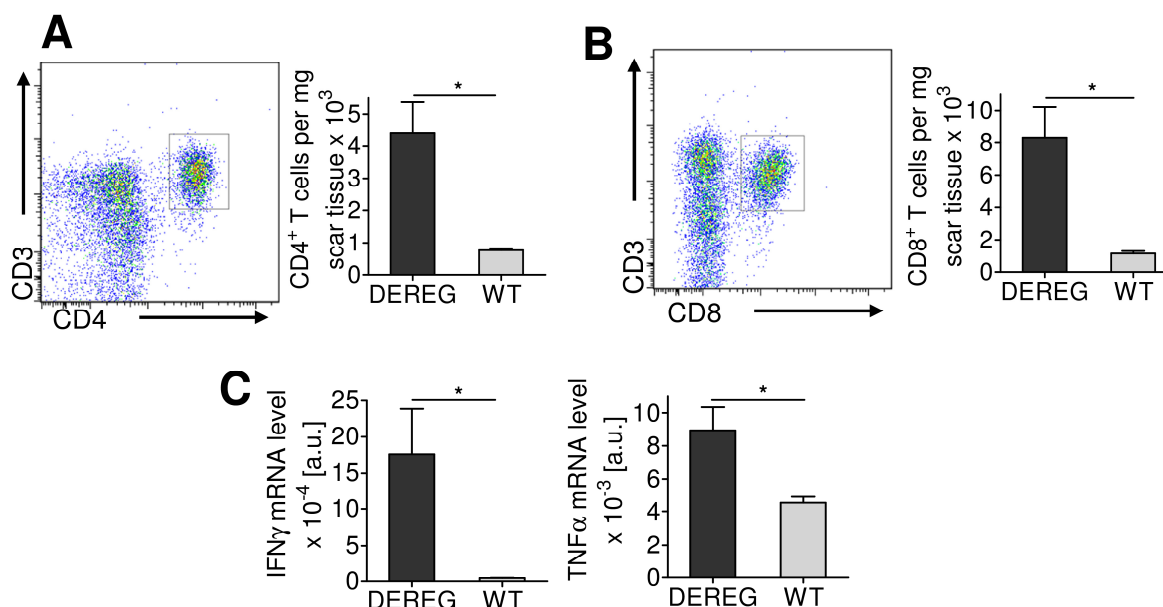 A
CD3
CD4
CD4+ T cells per mg
scar tissue x 10³
5
4
3
2
1
0
*
DEREG WT
B
CD3
CD8
CD8+ T cells per mg
scar tissue x 10³
10
8
6
4
2
0
*
DEREG WT
C
IFNγ mRNA level
x 10⁻⁴ [a.u.]
25
20
15
10
5
0
*
DEREG WT
TNFα mRNA level
x 10⁻³ [a.u.]
10
8
6
4
2
0
*
DEREG WT